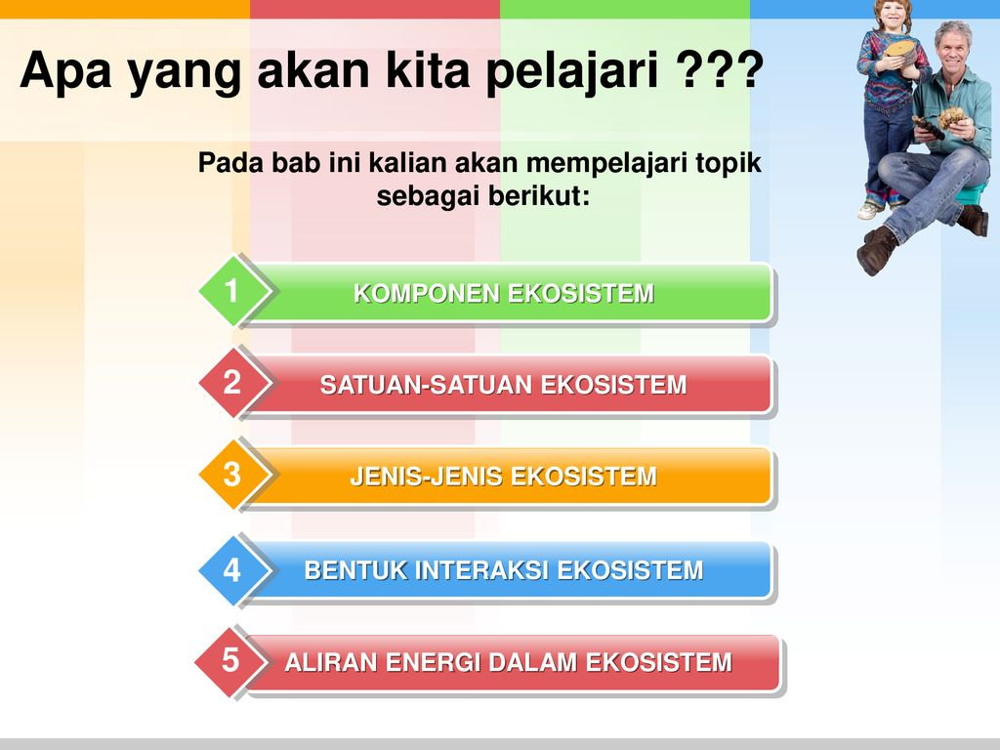 Apa yang akan kita pelajari ???
Pada bab ini kalian akan mempelajari topik
sebagai berikut:
1 KOMPONEN EKOSISTEM
2 SATUAN-SATUAN EKOSISTEM
3 JENIS-JENIS EKOSISTEM
4 BENTUK INTERAKSI EKOSISTEM
5 ALIRAN ENERGI DALAM EKOSISTEM